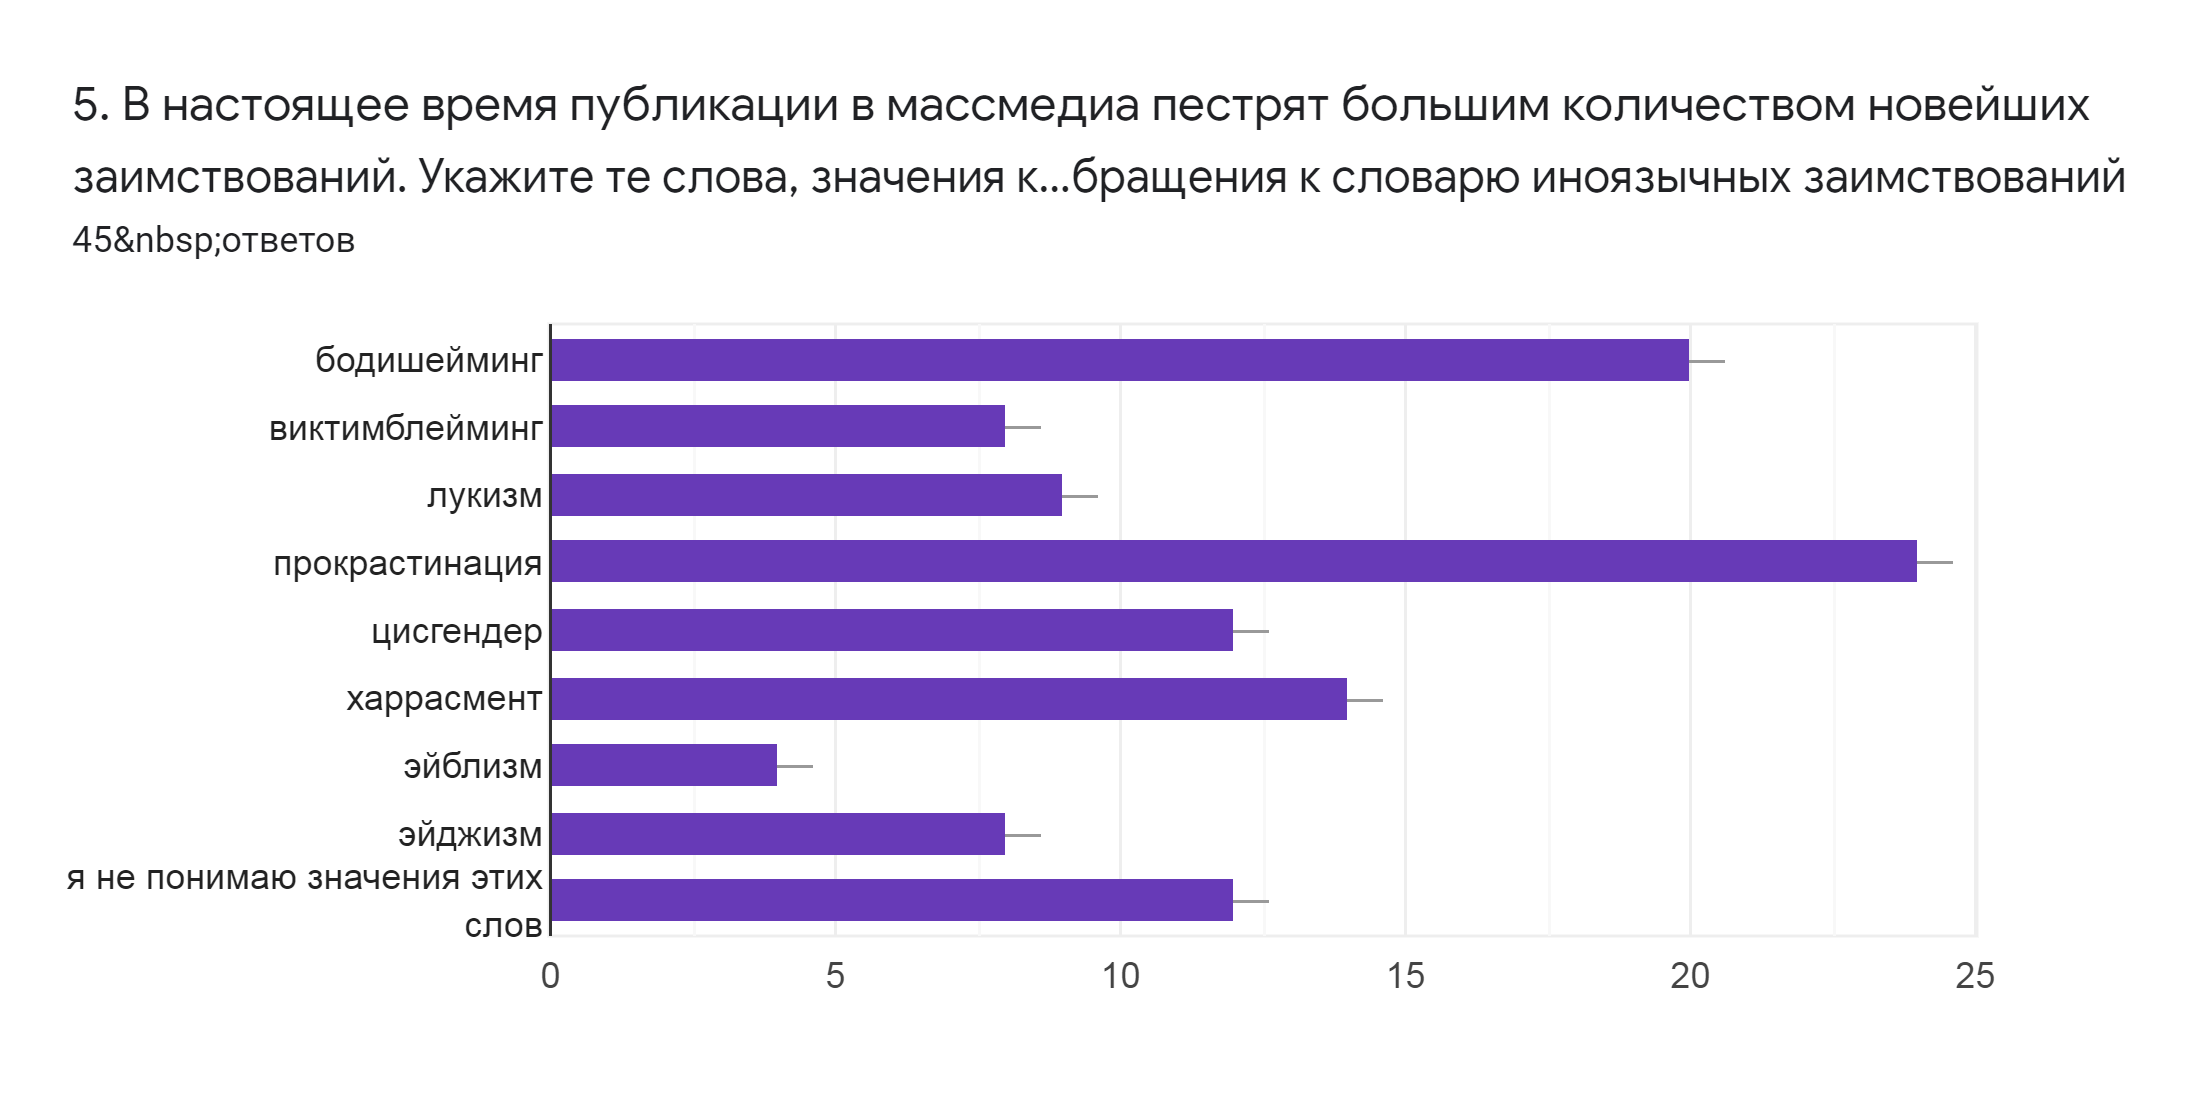 5. В настоящее время публикации в массмедиа пестрят большим количеством новейших
заимствований. Укажите те слова, значения к...бращения к словарю иноязычных заимствований
45&nbsp;ответов
бодишейминг
виктимблейминг
лукизм
прокрастинация
цисгендер
харрасмент
эйблизм
эйджизм
я не понимаю значения этих
слов
0 5 10 15 20 25